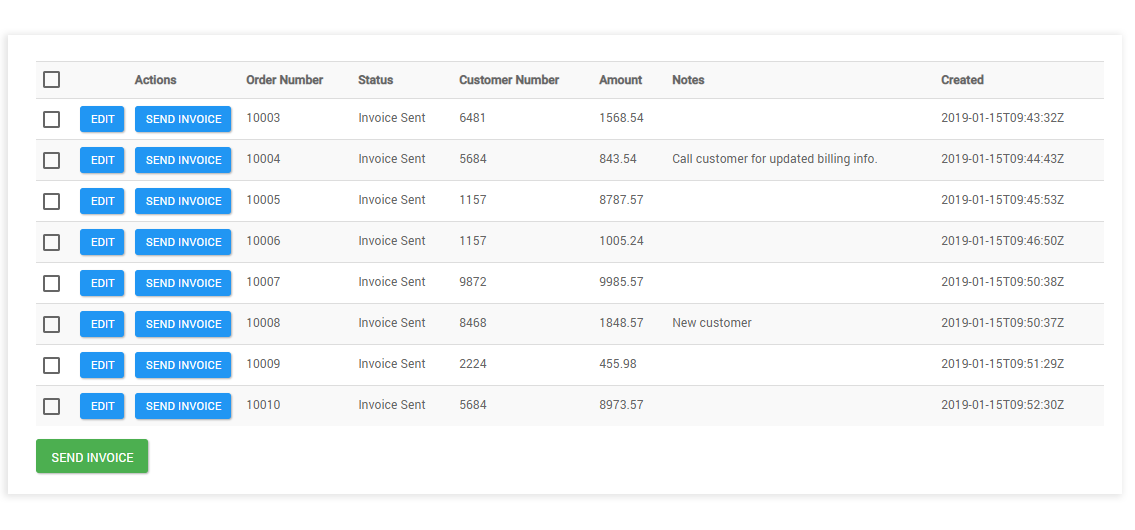 Actions Order Number Status Customer Number Amount Notes Created
EDIT SEND INVOICE 10003 Invoice Sent 6481 1568.54 2019-01-15T09:43:32Z
EDIT SEND INVOICE 10004 Invoice Sent 5684 843.54 Call customer for updated billing info. 2019-01-15T09:44:43Z
EDIT SEND INVOICE 10005 Invoice Sent 1157 8787.57 2019-01-15T09:45:53Z
EDIT SEND INVOICE 10006 Invoice Sent 1157 1005.24 2019-01-15T09:46:50Z
EDIT SEND INVOICE 10007 Invoice Sent 9872 9985.57 2019-01-15T09:50:38Z
EDIT SEND INVOICE 10008 Invoice Sent 8468 1848.57 New customer 2019-01-15T09:50:37Z
EDIT SEND INVOICE 10009 Invoice Sent 2224 455.98 2019-01-15T09:51:29Z
EDIT SEND INVOICE 10010 Invoice Sent 5684 8973.57 2019-01-15T09:52:30Z
SEND INVOICE